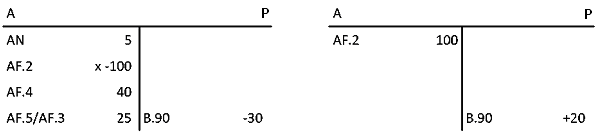 A P
AN 5
AF.2 x -100
AF.4 40
AF.5/AF.3 25 B.90 -30
A P
AF.2 100
B.90 +20